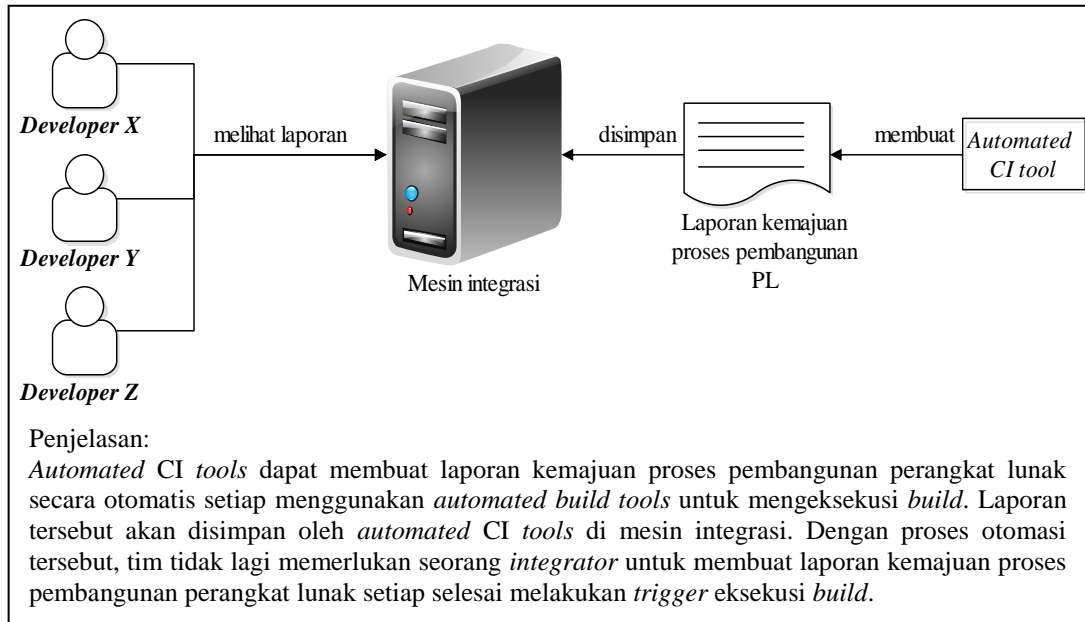 Developer X
melihat laporan
disimpan
membuat
Automated
CI tool
Developer Y
Laporan kemajuan
proses pembangunan
PL
Mesin integrasi
Developer Z
Penjelasan:
Automated CI tools dapat membuat laporan kemajuan proses pembangunan perangkat lunak
secara otomatis setiap menggunakan automated build tools untuk mengeksekusi build. Laporan
tersebut akan disimpan oleh automated CI tools di mesin integrasi. Dengan proses otomasi
tersebut, tim tidak lagi memerlukan seorang integrator untuk membuat laporan kemajuan proses
pembangunan perangkat lunak setiap selesai melakukan trigger eksekusi build.